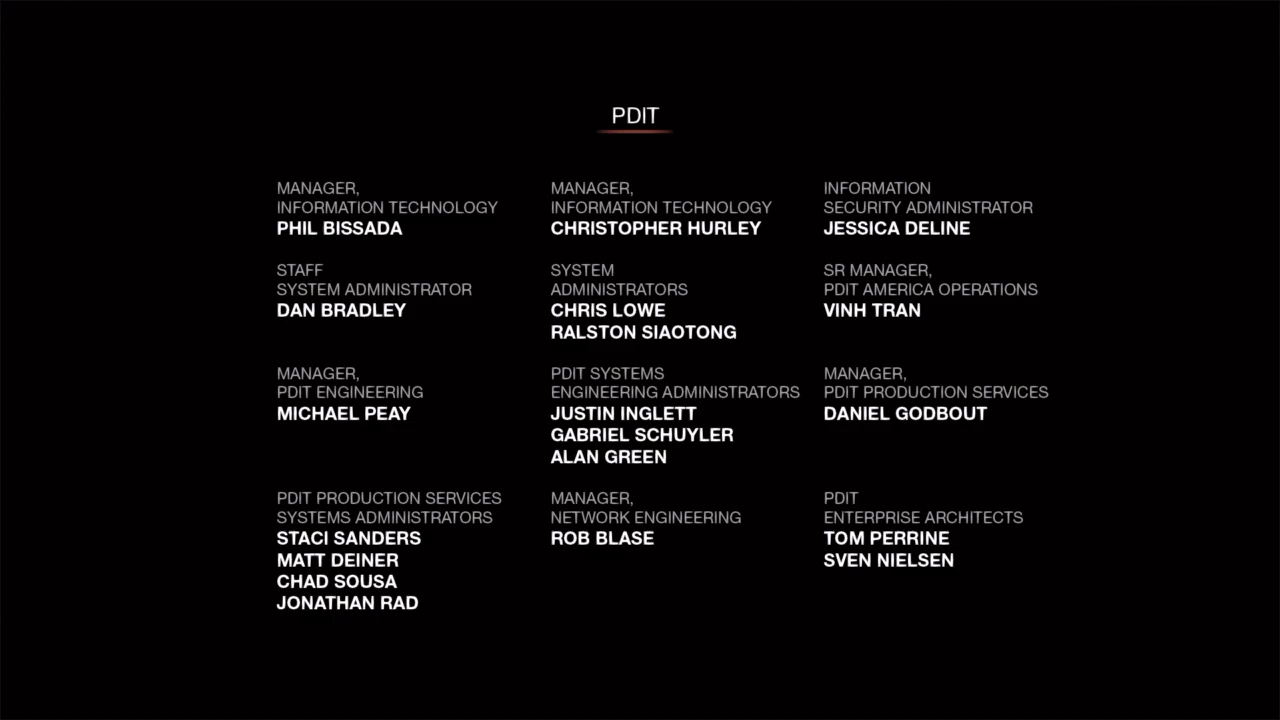 PDIT
MANAGER,
INFORMATION TECHNOLOGY
PHIL BISSADA
MANAGER,
INFORMATION TECHNOLOGY
CHRISTOPHER HURLEY
INFORMATION
SECURITY ADMINISTRATOR
JESSICA DELINE
STAFF
SYSTEM ADMINISTRATOR
DAN BRADLEY
SYSTEM
ADMINISTRATORS
CHRIS LOWE
RALSTON SIAOTONG
SR MANAGER,
PDIT AMERICA OPERATIONS
VINH TRAN
MANAGER,
PDIT ENGINEERING
MICHAEL PEAY
PDIT SYSTEMS
ENGINEERING ADMINISTRATORS
JUSTIN INGLETT
GABRIEL SCHUYLER
ALAN GREEN
MANAGER,
PDIT PRODUCTION SERVICES
DANIEL GODBOUT
PDIT PRODUCTION SERVICES
SYSTEMS ADMINISTRATORS
STACI SANDERS
MATT DEINER
CHAD SOUSA
JONATHAN RAD
MANAGER,
NETWORK ENGINEERING
ROB BLASE
PDIT
ENTERPRISE ARCHITECTS
TOM PERRINE
SVEN NIELSEN